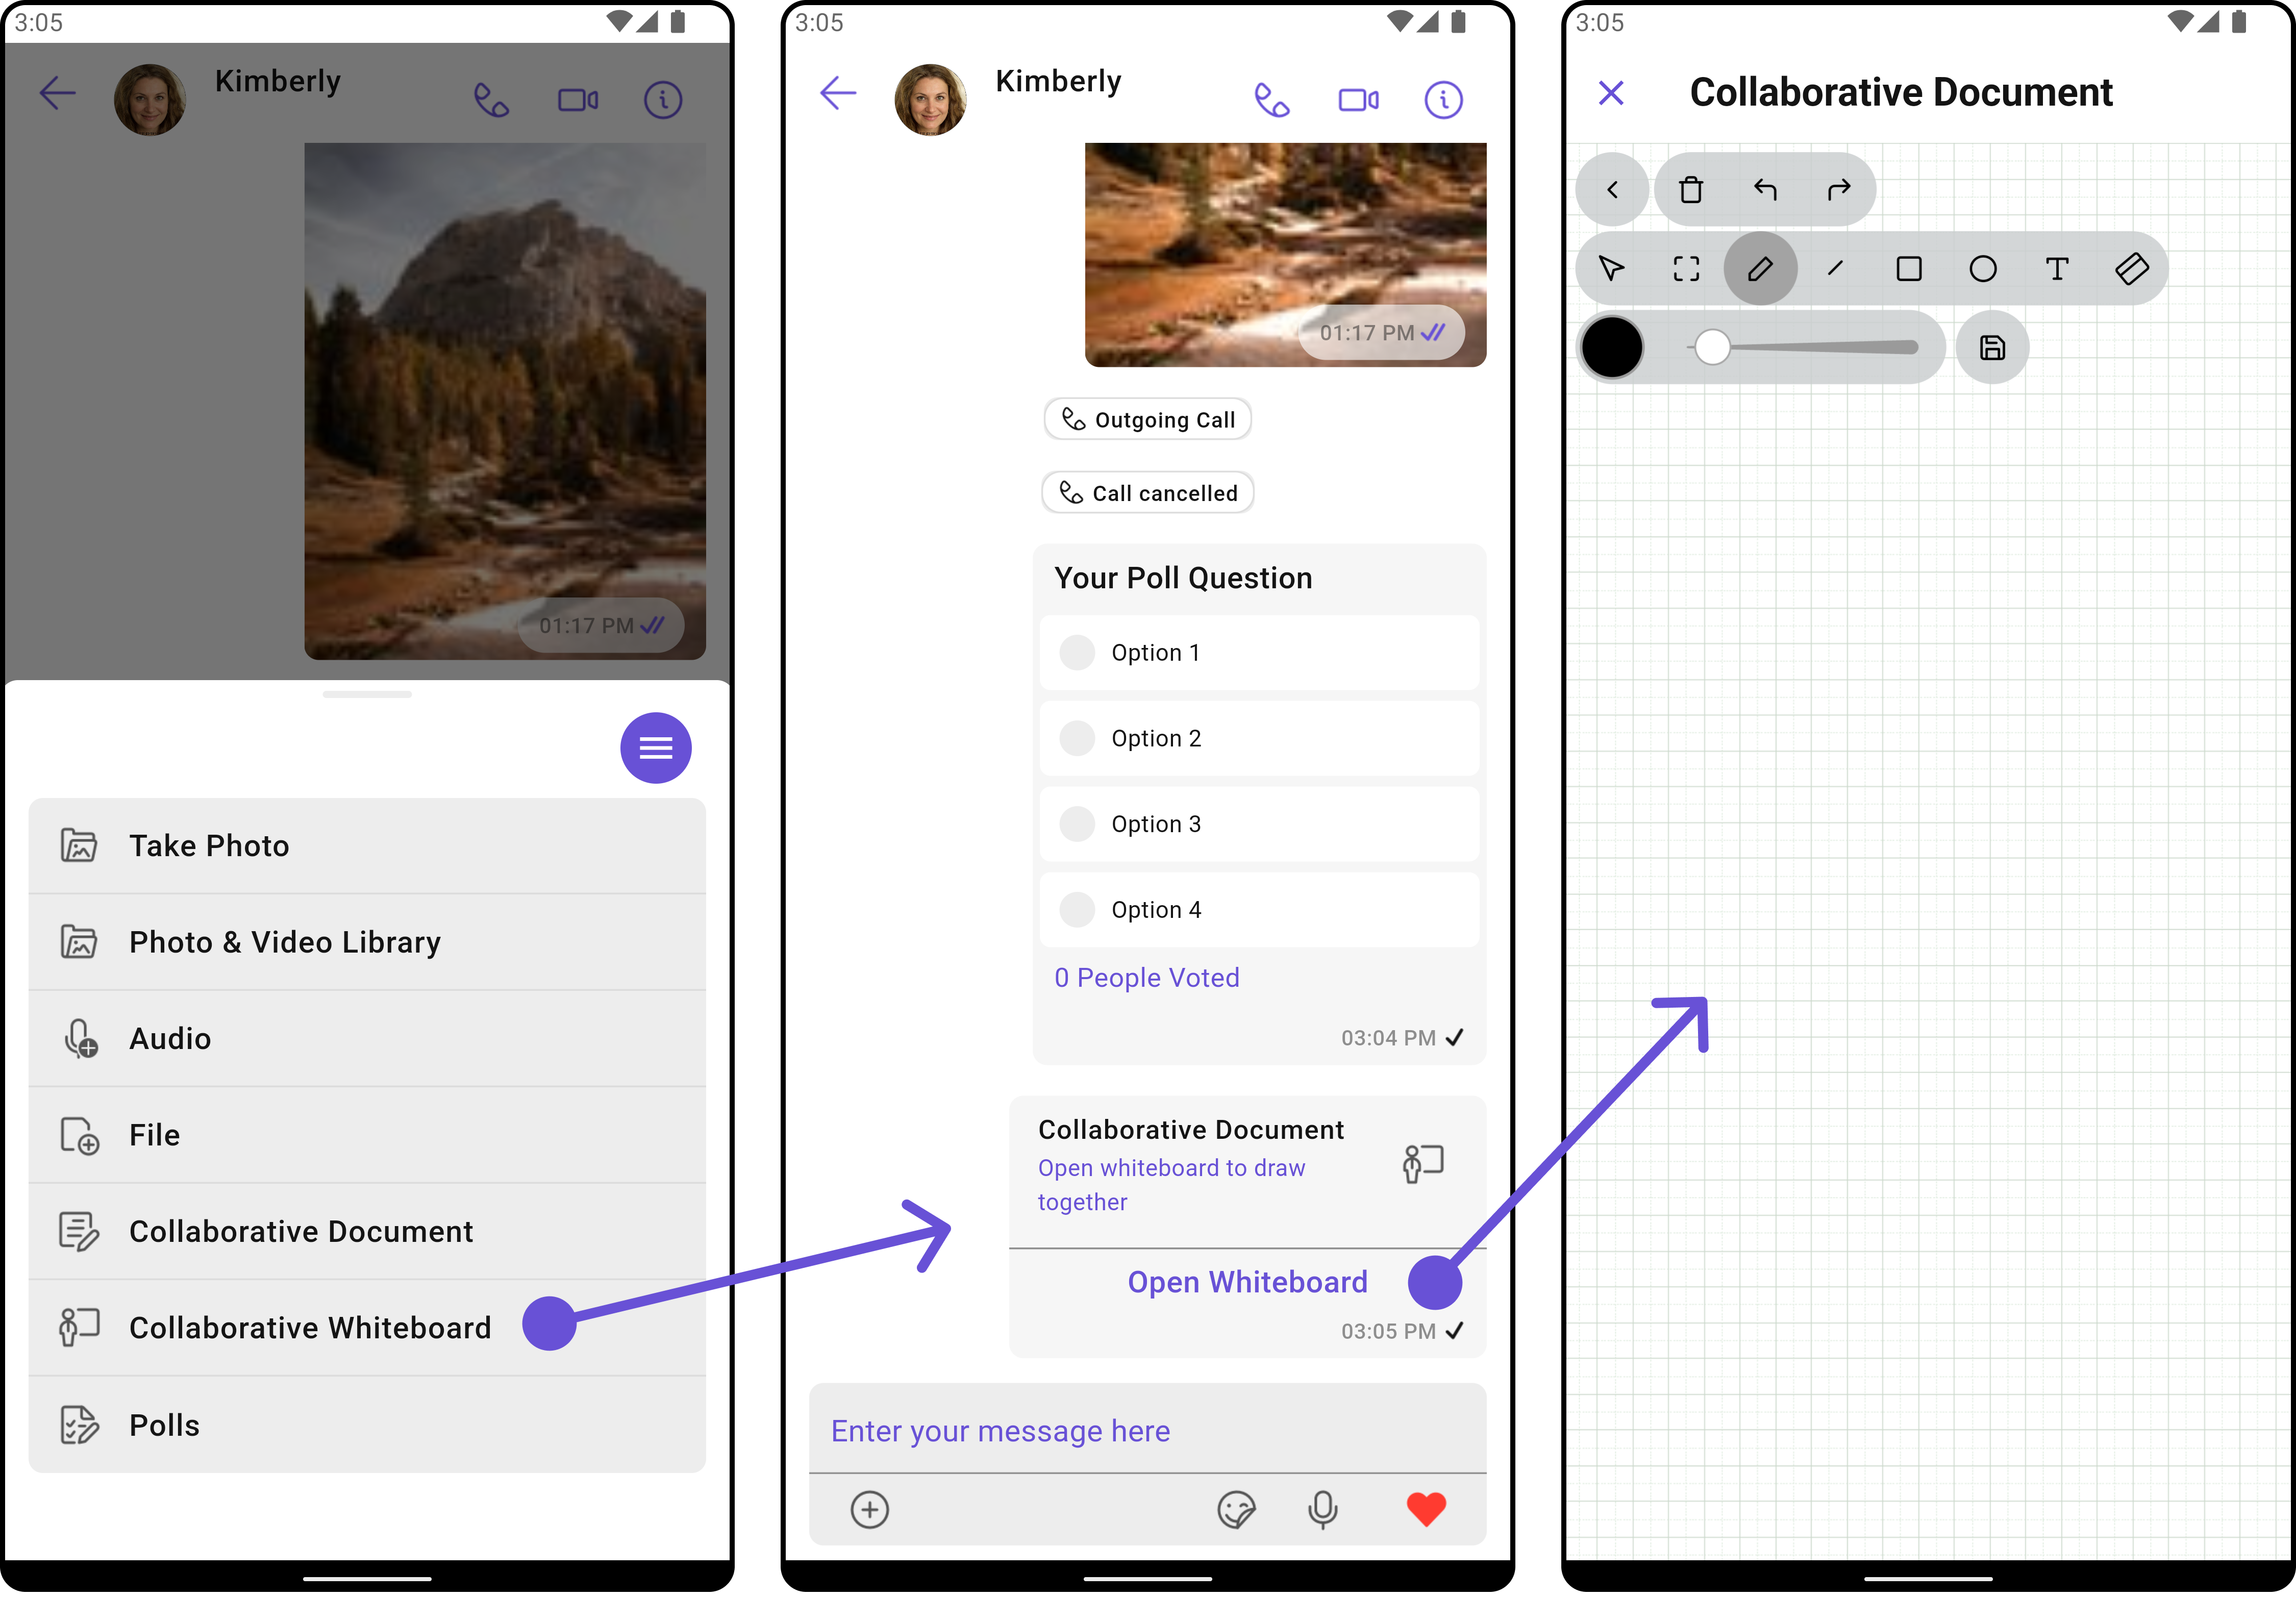 3:05
Kimberly
01:17 PM
Take Photo
Photo & Video Library
Audio
File
Collaborative Document
Collaborative Whiteboard
Polls
3:05
Kimberly
01:17 PM
Outgoing Call
Call cancelled
Your Poll Question
Option 1
Option 2
Option 3
Option 4
0 People Voted
03:04 PM
Collaborative Document
Open whiteboard to draw
together
Open Whiteboard
03:05 PM
Enter your message here
3:05
Collaborative Document